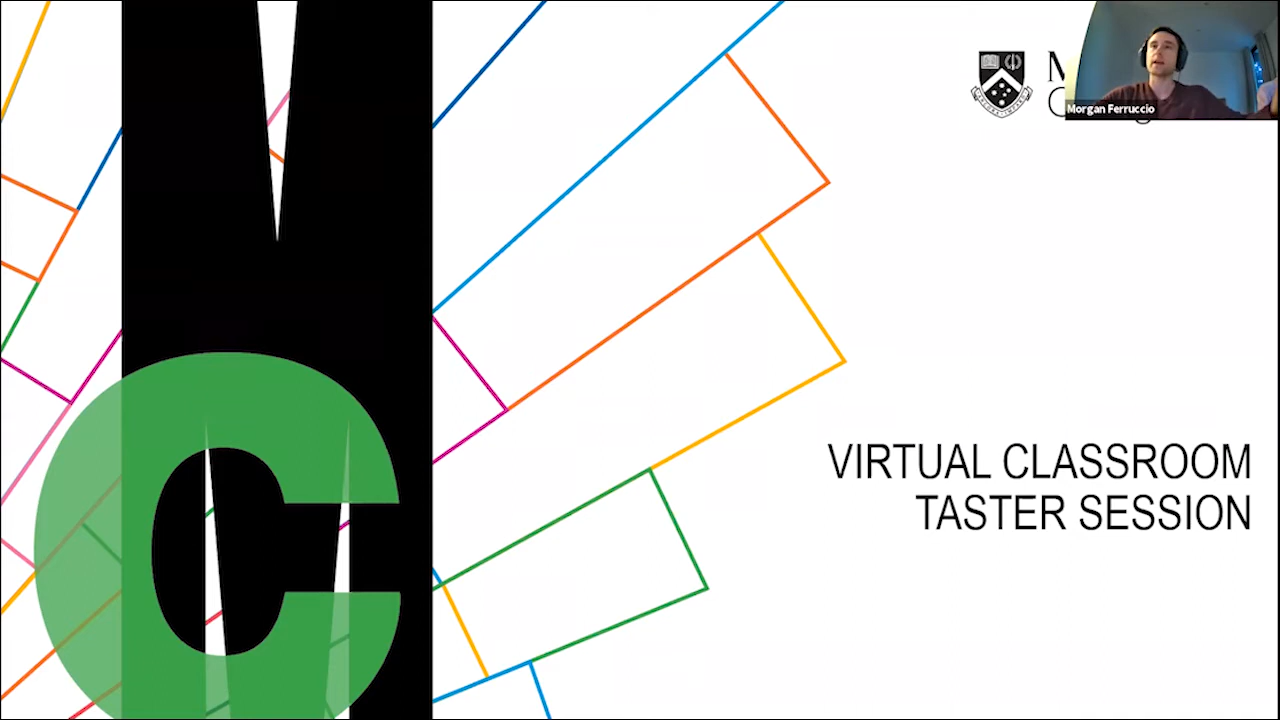 M
C
Morgan Ferruccio
VIRTUAL CLASSROOM
TASTER SESSION